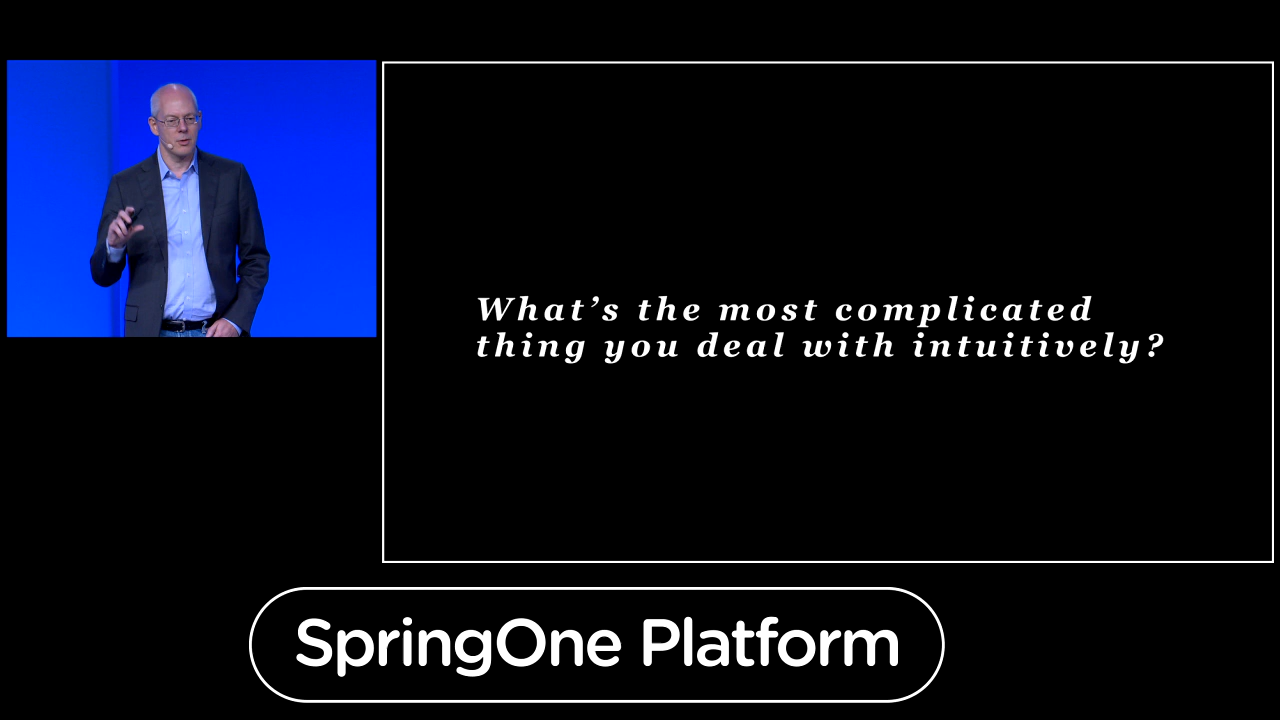 What’s the most complicated
thing you deal with intuitively?
SpringOne Platform